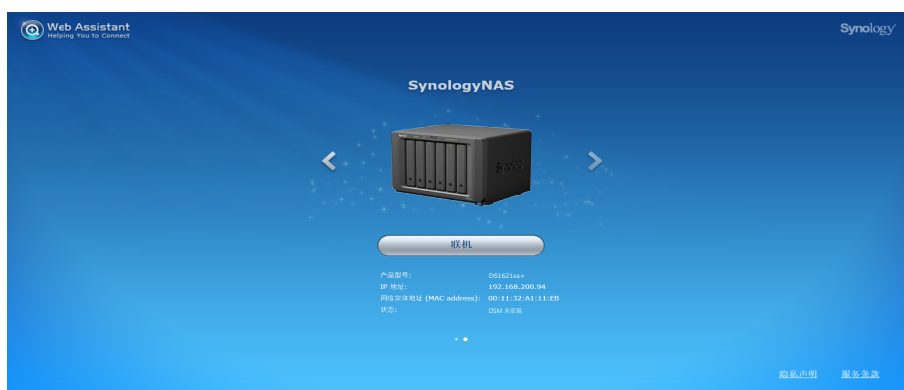 Web Assistant
Helping You to Connect
Synology
SynologyNAS
Synology
联机
产品型号: DS1621xs+
IP 地址: 192.168.200.94
网络实体地址 (MAC address): 00:11:32:A1:11:EB
状态: DSM 未安装
隐私声明 服务条款